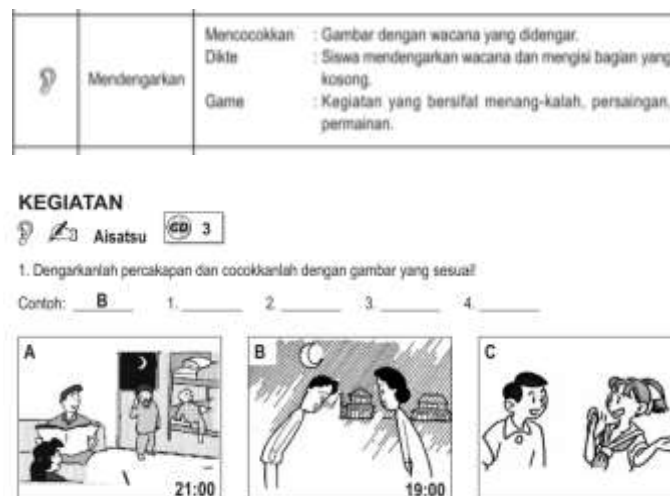 Mendengarkan
Mencocokkan : Gambar dengan wacana yang didengar.
Dikte : Siswa mendengarkan wacana dan mengisi bagian yang
kosong.
Game : Kegiatan yang bersifat menang-kalah, persaingan,
permainan.
KEGIATAN
Aisatsu CD 3
1. Dengarkanlah percakapan dan cocokkanlah dengan gambar yang sesuai!
Contoh: B 1. 2. 3. 4.
A B C
21:00 19:00